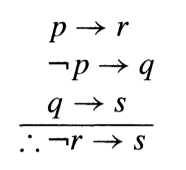 p → r
¬p → q
q → s
∴ ¬r → s